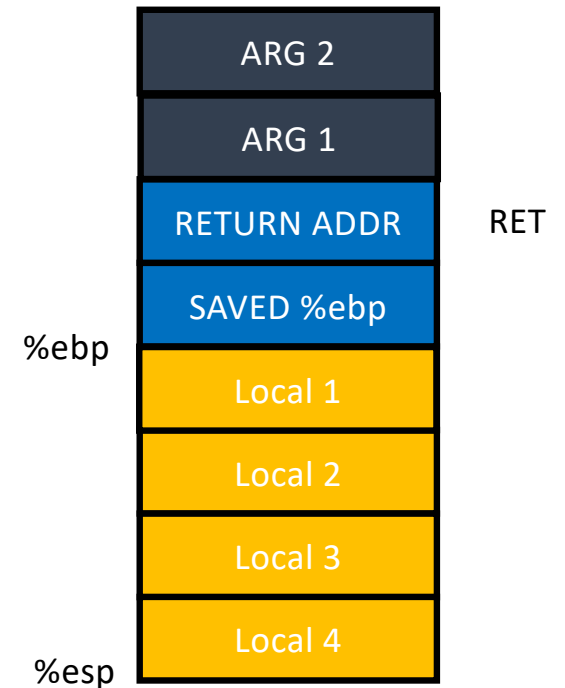 ARG 2
ARG 1
RETURN ADDR
RET
SAVED %ebp
%ebp
Local 1
Local 2
Local 3
Local 4
%esp